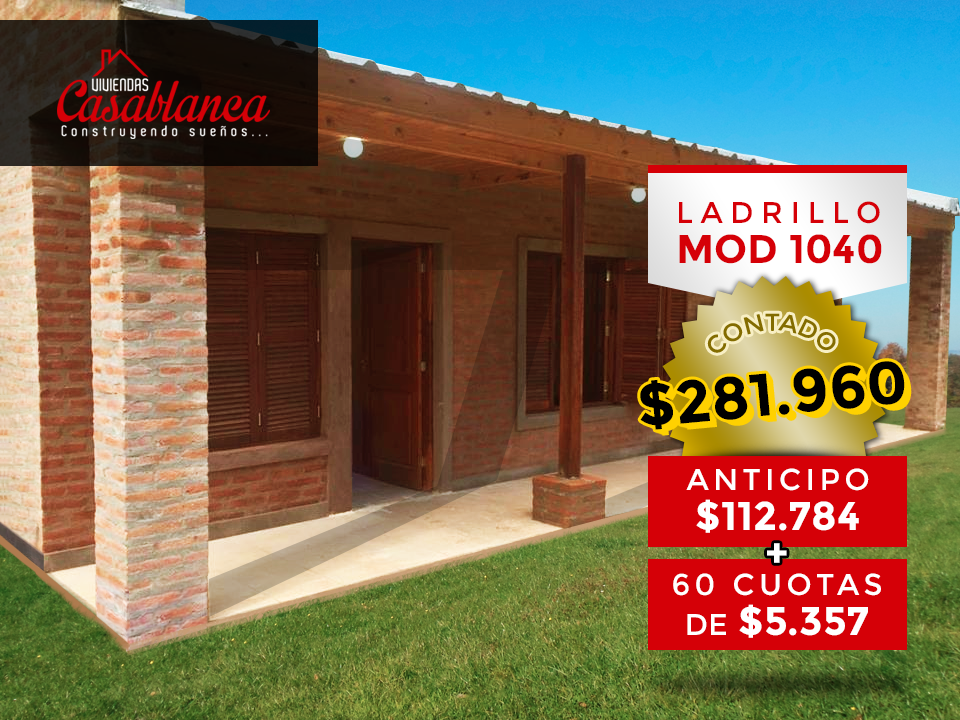 VIVIENDAS
Casablanca
Construyendo sueños...
LADRILLO
MOD 1040
CONTADO
$281.960
ANTICIPO
$112.784
+
60 CUOTAS
DE $5.357